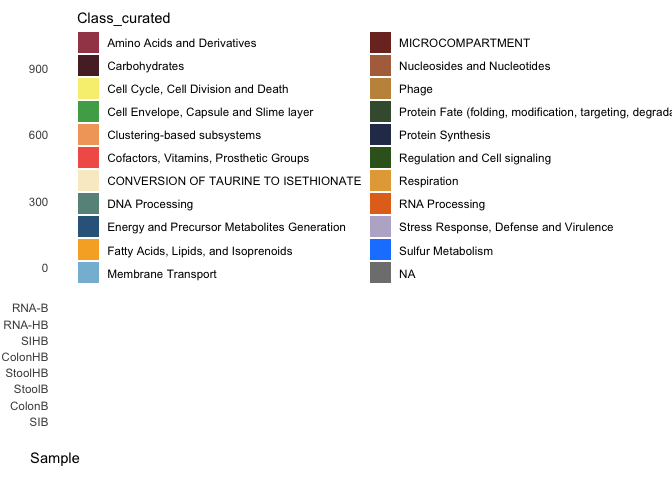 Class_curated
Amino Acids and Derivatives
Carbohydrates
Cell Cycle, Cell Division and Death
Cell Envelope, Capsule and Slime layer
Clustering-based subsystems
Cofactors, Vitamins, Prosthetic Groups
CONVERSION OF TAURINE TO ISETHIONATE
DNA Processing
Energy and Precursor Metabolites Generation
Fatty Acids, Lipids, and Isoprenoids
Membrane Transport
MICROCOMPARTMENT
Nucleosides and Nucleotides
Phage
Protein Fate (folding, modification, targeting, degrada
Protein Synthesis
Regulation and Cell signaling
Respiration
RNA Processing
Stress Response, Defense and Virulence
Sulfur Metabolism
NA
900
600
300
0
RNA-B
RNA-HB
SIHB
ColonHB
StoolHB
StoolB
ColonB
SIB
Sample